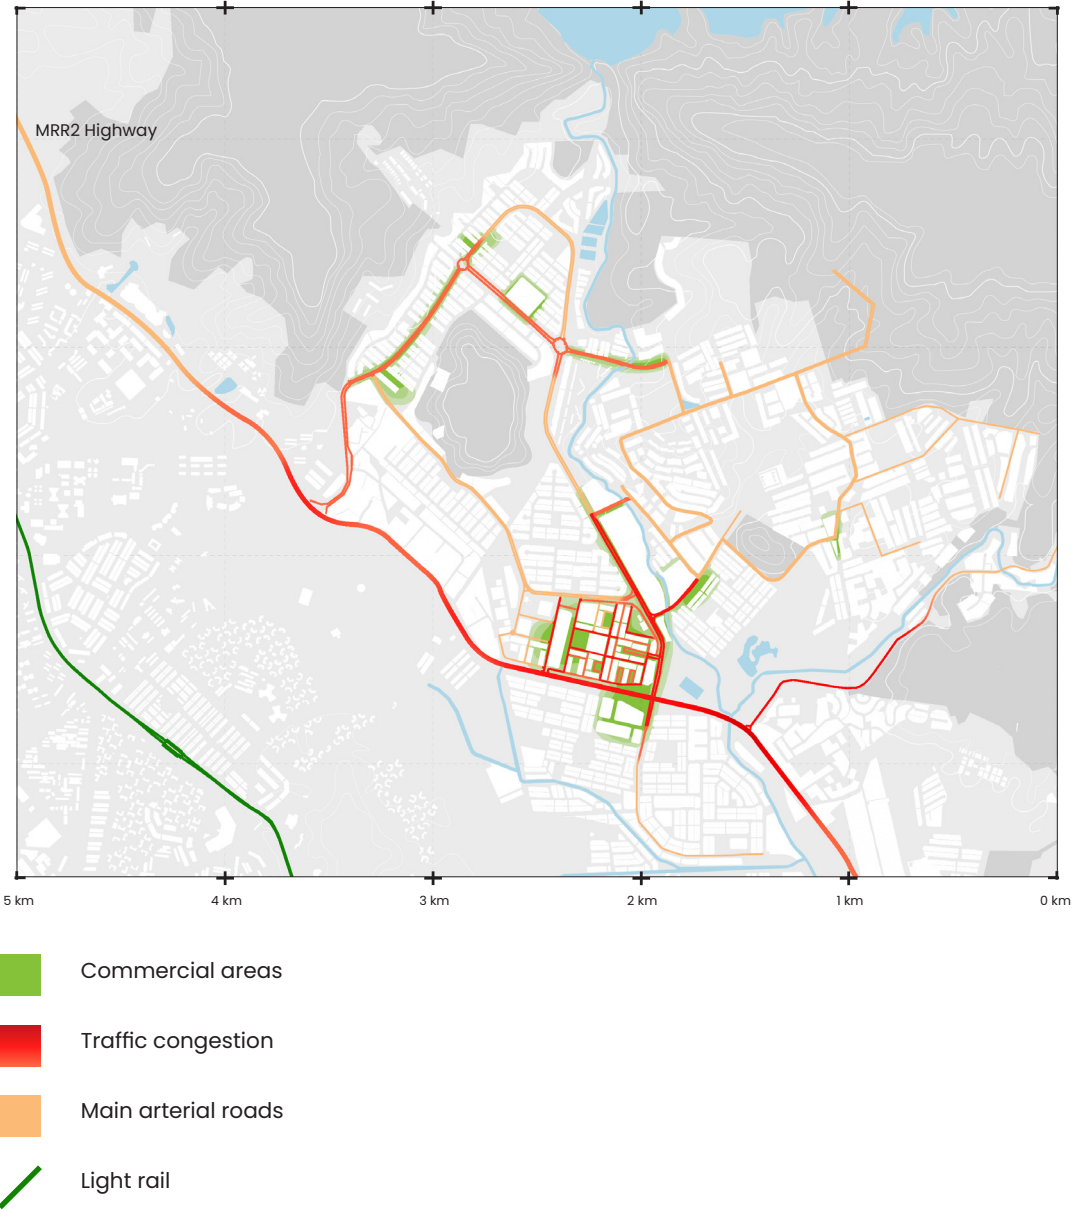 MRR2 Highway
5 km
4 km
3 km
2 km
1 km
0 km
Commercial areas
Traffic congestion
Main arterial roads
Light rail